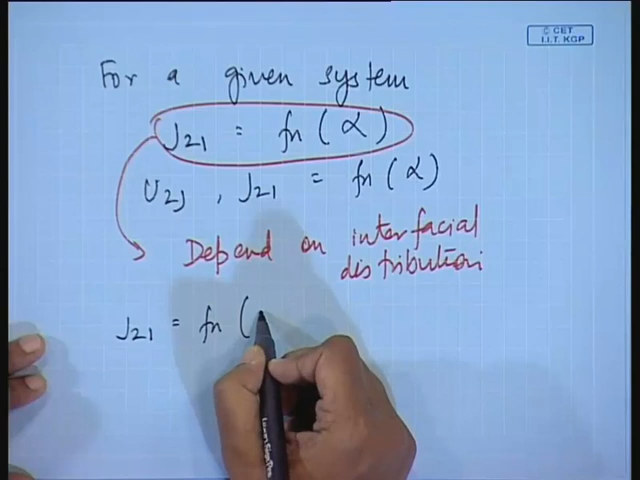 © CET
I.I.T. KGP
For a given system
J21 = fn (α)
U2J , J21 = fn (α)
Depend on interfacial
distribution
J21 = fn (